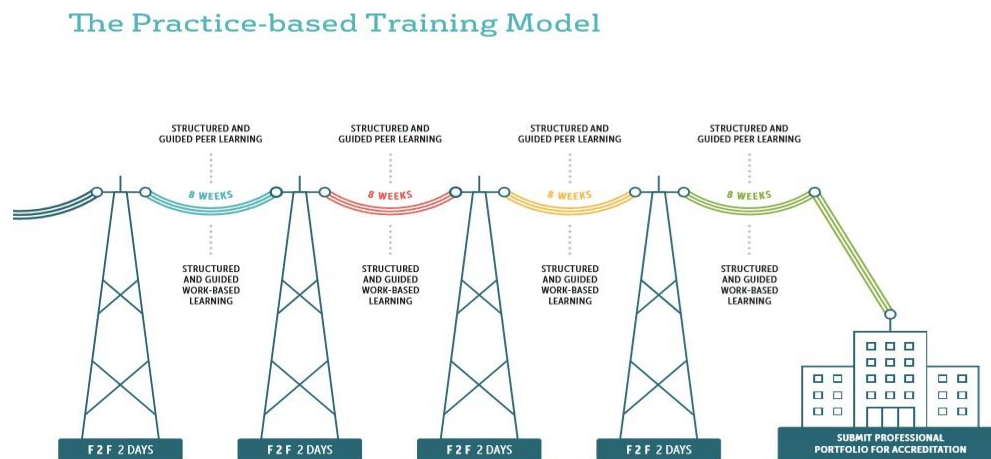 The Practice-based Training Model
STRUCTURED AND
GUIDED PEER LEARNING
STRUCTURED AND
GUIDED PEER LEARNING
STRUCTURED AND
GUIDED PEER LEARNING
STRUCTURED AND
GUIDED PEER LEARNING
8 WEEKS
8 WEEKS
8 WEEKS
8 WEEKS
STRUCTURED
AND GUIDED
WORK-BASED
LEARNING
STRUCTURED
AND GUIDED
WORK-BASED
LEARNING
STRUCTURED
AND GUIDED
WORK-BASED
LEARNING
STRUCTURED
AND GUIDED
WORK-BASED
LEARNING
F2F 2 DAYS
F2F 2 DAYS
F2F 2 DAYS
F2F 2 DAYS
SUBMIT PROFESSIONAL
PORTFOLIO FOR ACCREDITATION